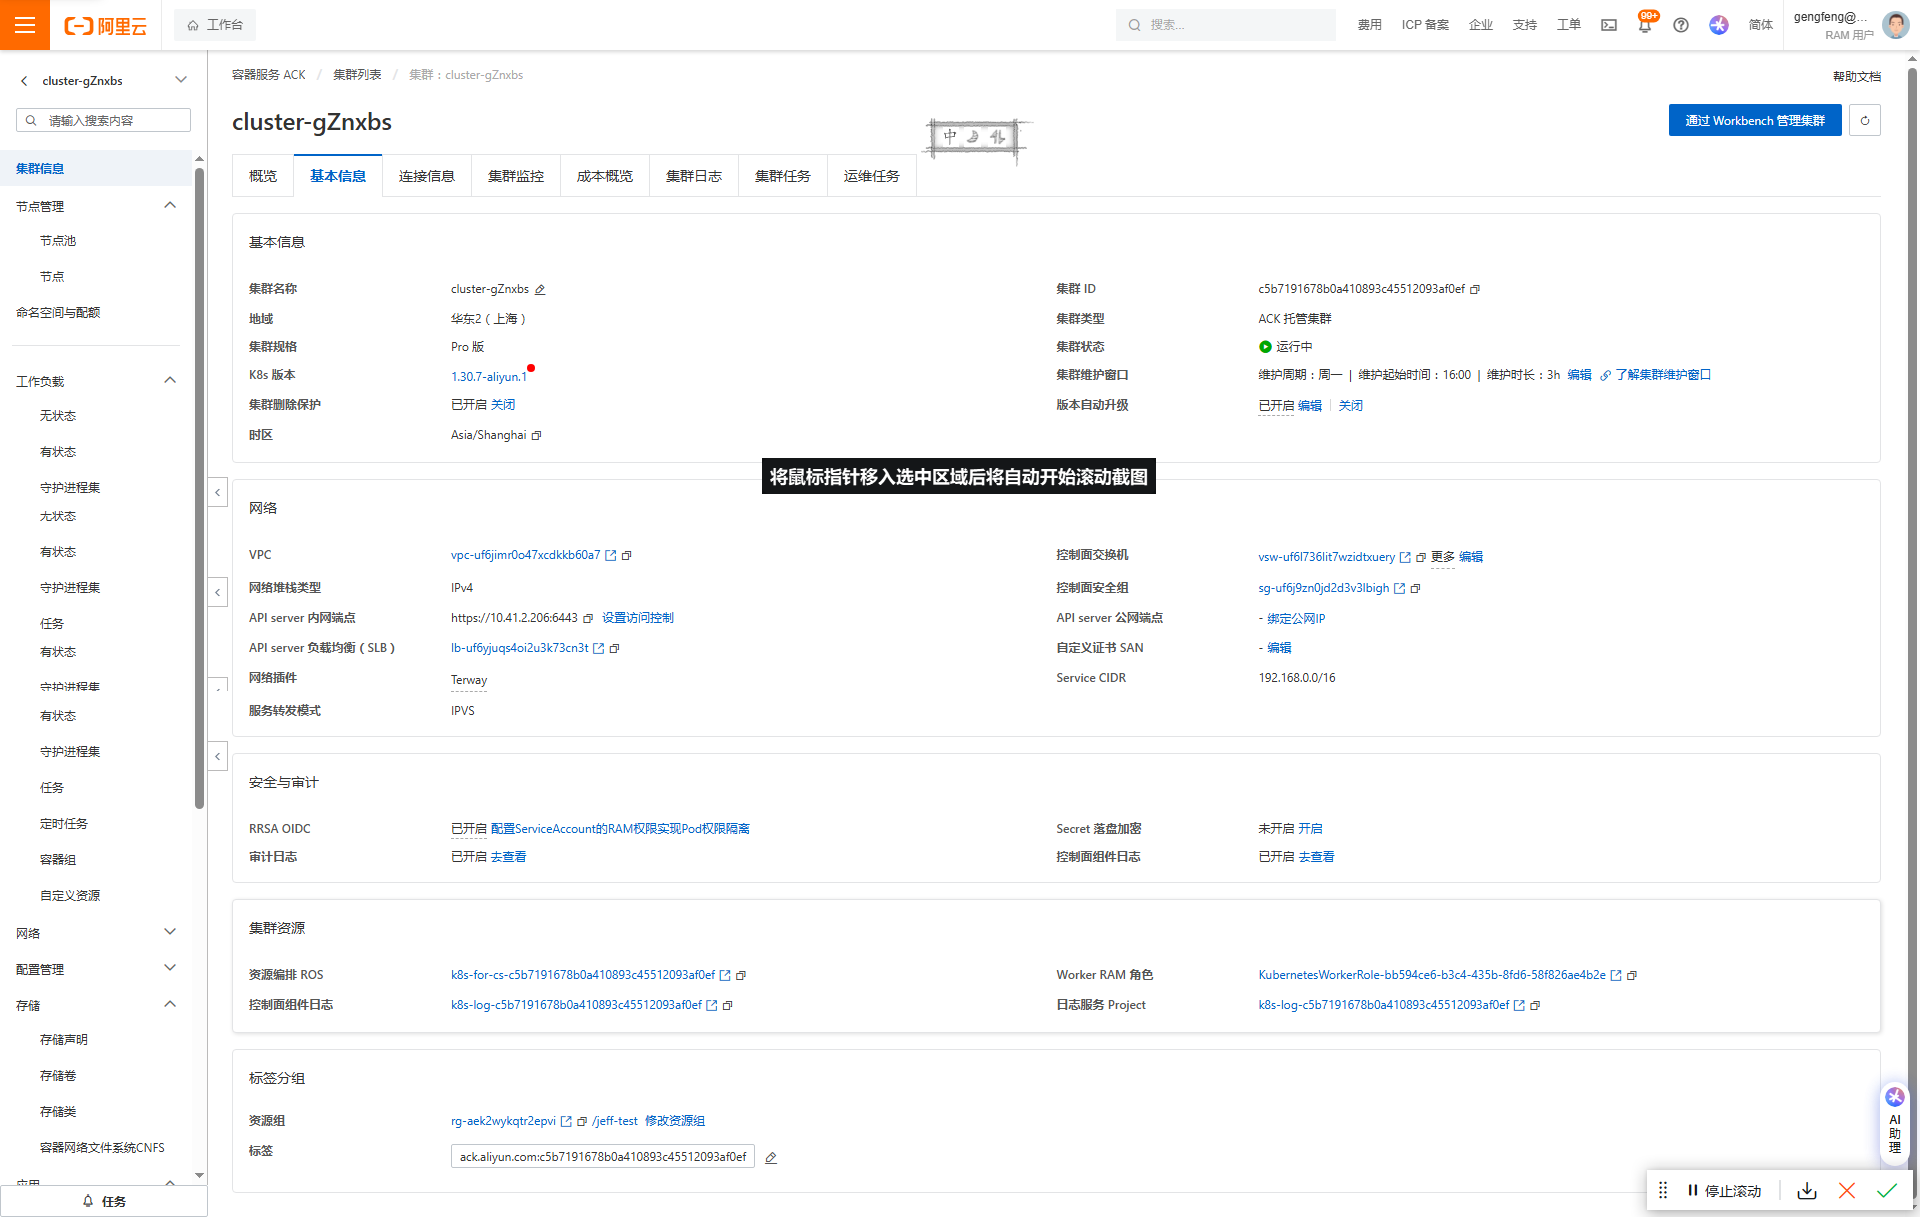 阿里云
工作台
搜索...
费用
ICP 备案
企业
支持
工单
99+
简体
gengfeng@...
RAM 用户
cluster-gZnxbs
请输入搜索内容
集群信息
节点管理
节点池
节点
命名空间与配额
工作负载
无状态
有状态
守护进程集
无状态
有状态
守护进程集
任务
有状态
守护进程集
有状态
守护进程集
任务
定时任务
容器组
自定义资源
网络
配置管理
存储
存储声明
存储卷
存储类
容器网络文件系统CNFS
应用
任务
容器服务 ACK / 集群列表 / 集群：cluster-gZnxbs
帮助文档
cluster-gZnxbs
中
通过 Workbench 管理集群
概览
基本信息
连接信息
集群监控
成本概览
集群日志
集群任务
运维任务
基本信息
集群名称 cluster-gZnxbs
集群 ID c5b7191678b0a410893c45512093af0ef
地域 华东2（上海）
集群类型 ACK 托管集群
集群规格 Pro 版
集群状态 运行中
K8s 版本 1.30.7-aliyun.1
集群维护窗口 维护周期：周一 | 维护起始时间：16:00 | 维护时长：3h 编辑 了解集群维护窗口
集群删除保护 已开启 关闭
版本自动升级 已开启 编辑 关闭
时区 Asia/Shanghai
将鼠标指针移入选中区域后将自动开始滚动截图
网络
VPC vpc-uf6jimr0o47xcdkkb60a7
控制面交换机 vsw-uf6l736lit7wzidtxuery 更多 编辑
网络堆栈类型 IPv4
控制面安全组 sg-uf6j9zn0jd2d3v3lbigh
API server 内网端点 https://10.41.2.206:6443 设置访问控制
API server 公网端点 - 绑定公网IP
API server 负载均衡（SLB） lb-uf6yjuqs4oi2u3k73cn3t
自定义证书 SAN - 编辑
网络插件 Terway
Service CIDR 192.168.0.0/16
服务转发模式 IPVS
安全与审计
RRSA OIDC 已开启 配置ServiceAccount的RAM权限实现Pod权限隔离
Secret 落盘加密 未开启 开启
审计日志 已开启 去查看
控制面组件日志 已开启 去查看
集群资源
资源编排 ROS k8s-for-cs-c5b7191678b0a410893c45512093af0ef
Worker RAM 角色 KubernetesWorkerRole-bb594ce6-b3c4-435b-8fd6-58f826ae4b2e
控制面组件日志 k8s-log-c5b7191678b0a410893c45512093af0ef
日志服务 Project k8s-log-c5b7191678b0a410893c45512093af0ef
标签分组
资源组 rg-aek2wykqtr2epvi /jeff-test 修改资源组
标签 ack.aliyun.com:c5b7191678b0a410893c45512093af0ef
AI
助
理
停止滚动